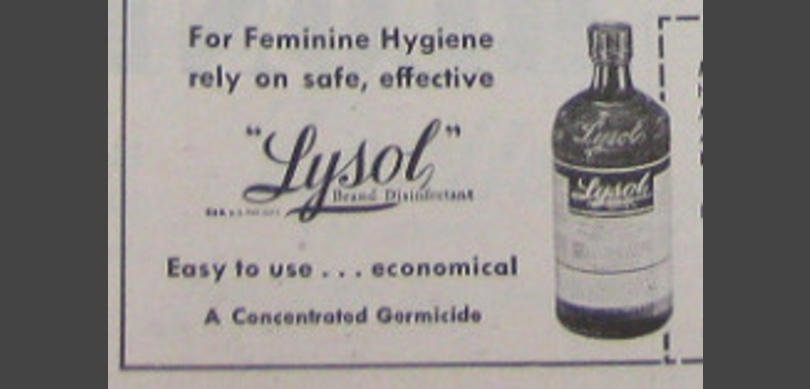 For Feminine Hygiene
rely on safe, effective
"Lysol"
Brand Disinfectant
Easy to use . . . economical
A Concentrated Germicide
Lysol
Lysol